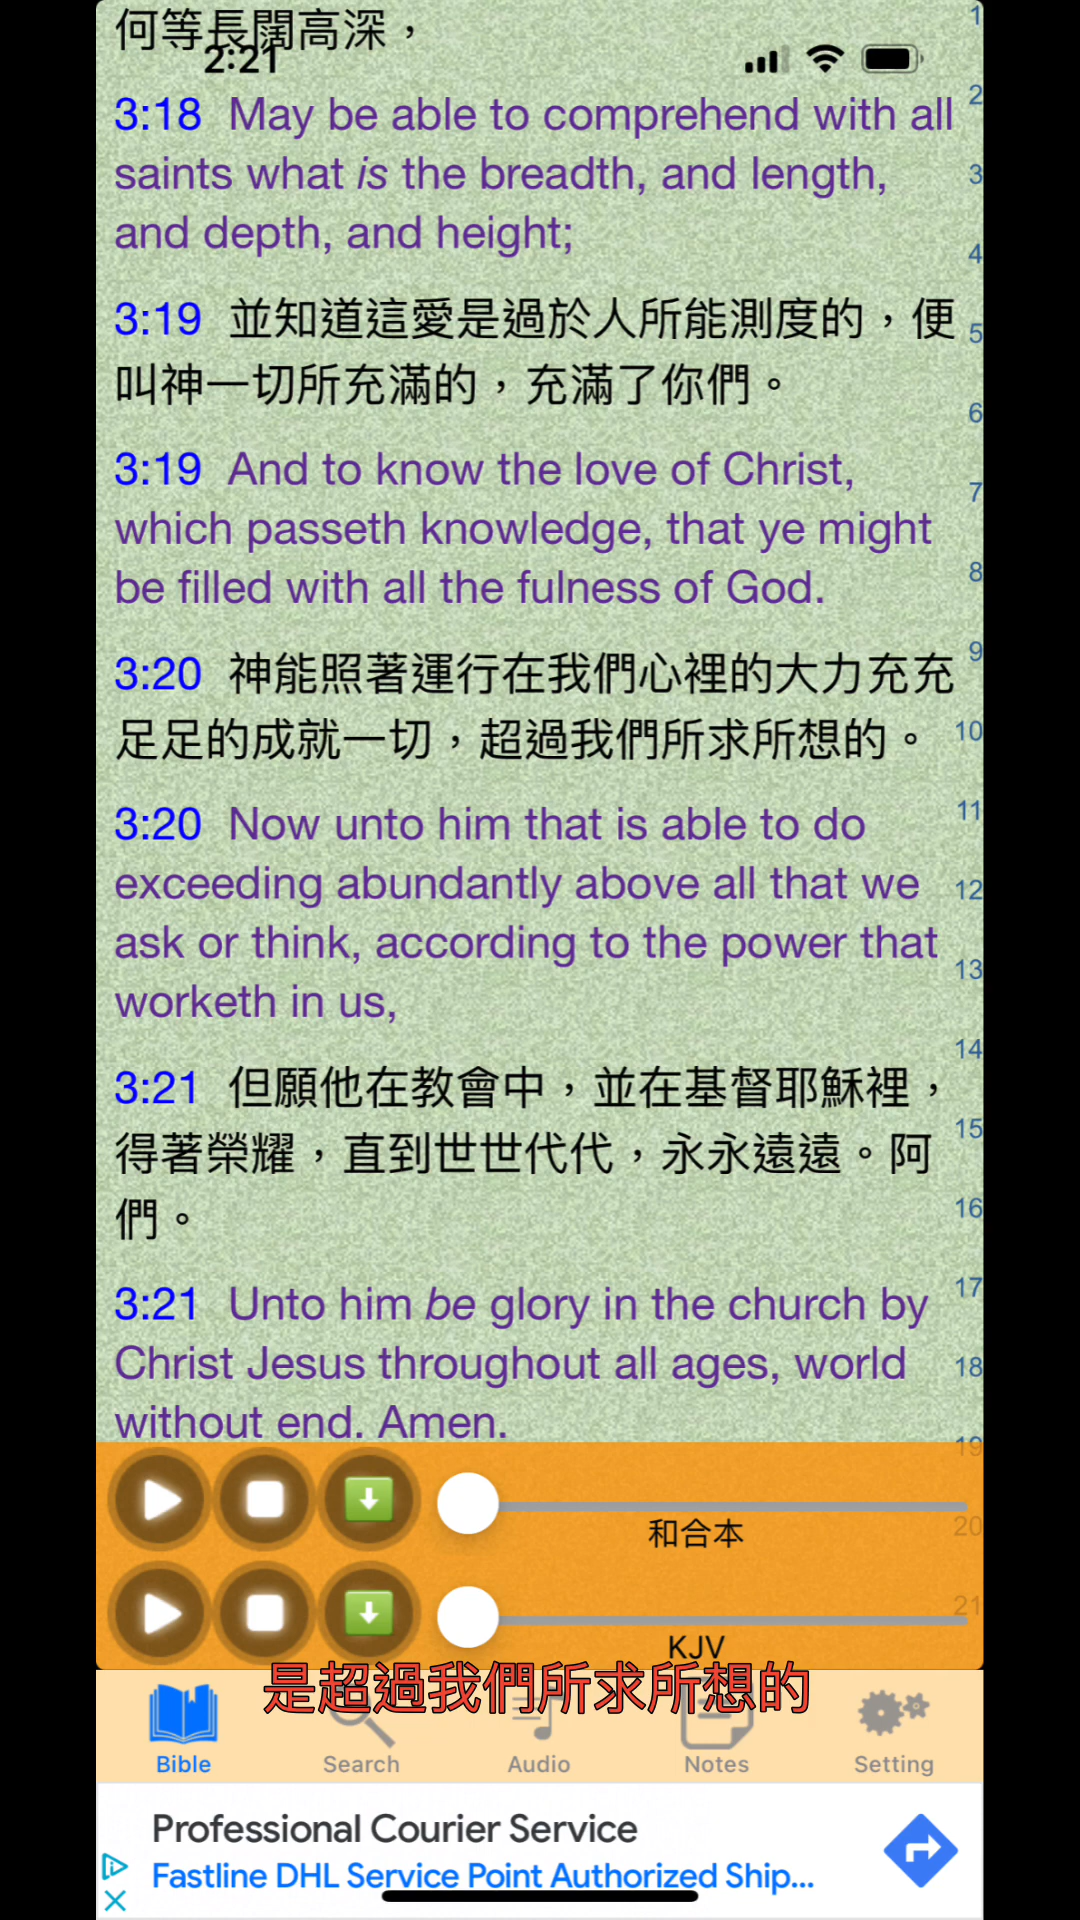 何等長闊高深，
2:21
3:18 May be able to comprehend with all
saints what is the breadth, and length,
and depth, and height;
3:19 並知道這愛是過於人所能測度的，便
叫神一切所充滿的，充滿了你們。
3:19 And to know the love of Christ,
which passeth knowledge, that ye might
be filled with all the fulness of God.
3:20 神能照著運行在我們心裡的大力充充
足足的成就一切，超過我們所求所想的。
3:20 Now unto him that is able to do
exceeding abundantly above all that we
ask or think, according to the power that
worketh in us,
3:21 但願他在教會中，並在基督耶穌裡，
得著榮耀，直到世世代代，永永遠遠。阿
們。
3:21 Unto him be glory in the church by
Christ Jesus throughout all ages, world
without end. Amen.
1
2
3
4
5
6
7
8
9
10
11
12
13
14
15
16
17
18
19
20
21
和合本
KJV
是超過我們所求所想的
Bible
Search
Audio
Notes
Setting
Professional Courier Service
Fastline DHL Service Point Authorized Ship...